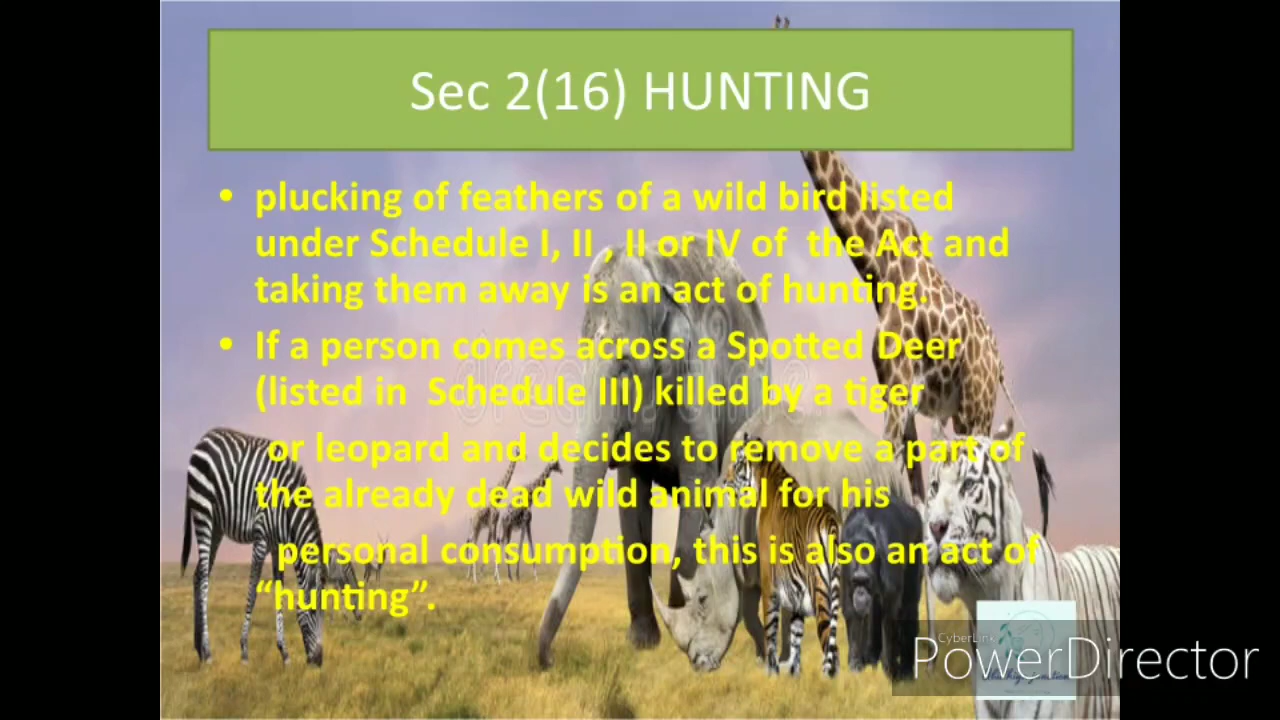 Sec 2(16) HUNTING
• plucking of feathers of a wild bird listed
under Schedule I, II , II or IV of the Act and
taking them away is an act of hunting.
• If a person comes across a Spotted Deer
(listed in Schedule III) killed by a tiger
or leopard and decides to remove a part of
the already dead wild animal for his
personal consumption, this is also an act of
“hunting”.
CyberLink
PowerDirector